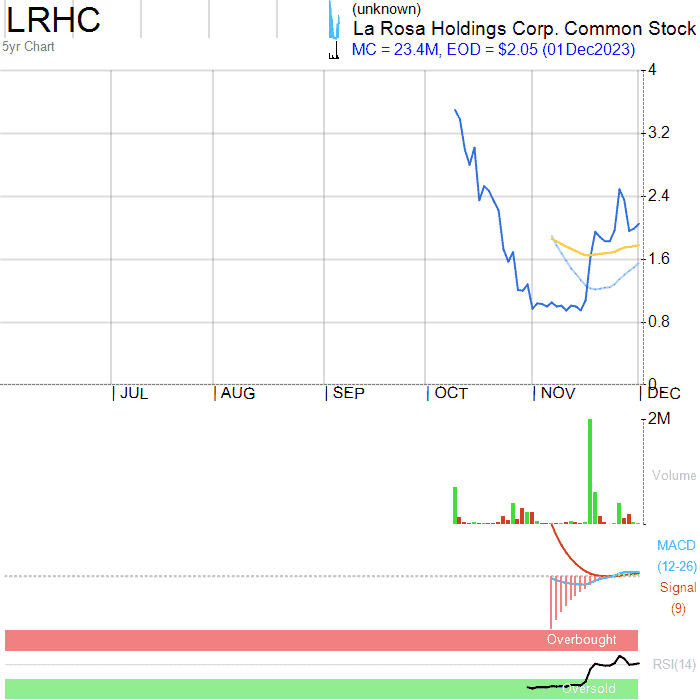 LRHC
5yr Chart
(unknown)
La Rosa Holdings Corp. Common Stock
MC = 23.4M, EOD = $2.05 (01Dec2023)
4
3.2
2.4
1.6
0.8
0
JUL AUG SEP OCT NOV DEC
2M
Volume
MACD
(12-26)
Signal
(9)
Overbought
RSI(14)
Oversold